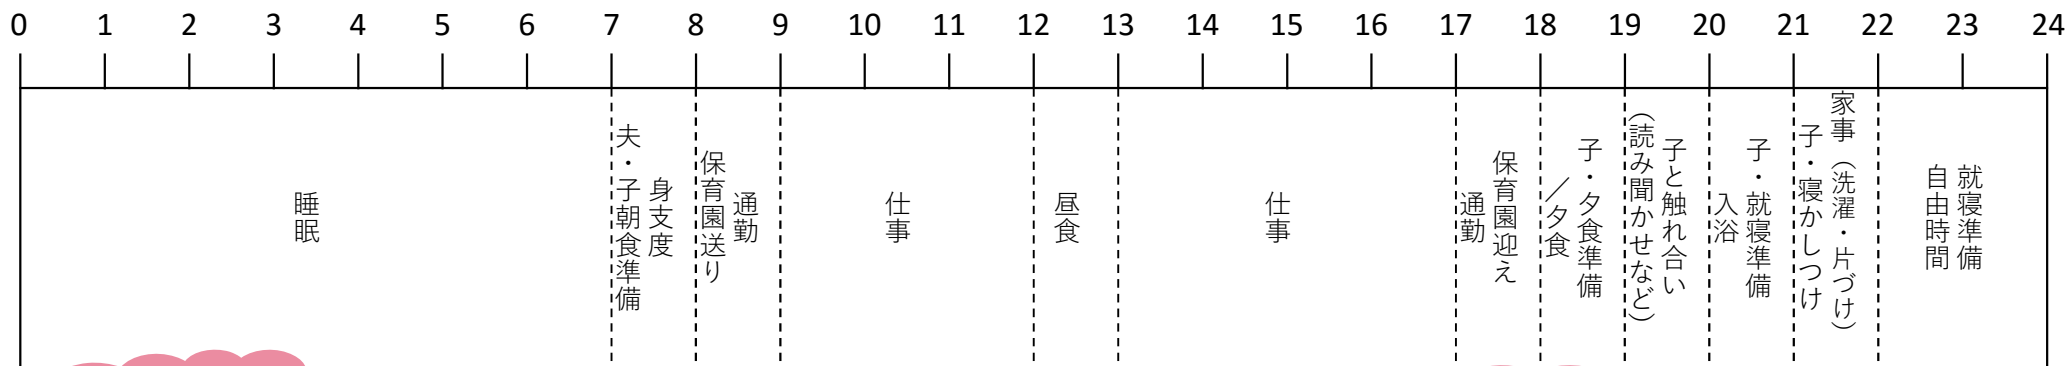 0 1 2 3 4 5 6 7 8 9 10 11 12 13 14 15 16 17 18 19 20 21 22 23 24
睡眠
身支度
夫・子朝食準備
通勤
保育園送り
仕事
昼食
仕事
保育園迎え
通勤
子・夕食準備
／夕食
子と触れ合い
（読み聞かせなど）
子・就寝準備
入浴
家事（洗濯・片づけ）
子・寝かしつけ
就寝準備
自由時間